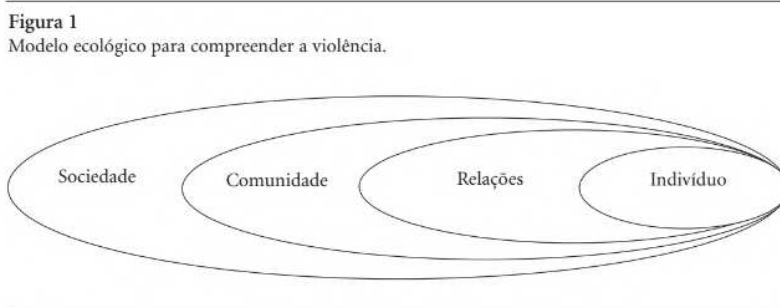 Figura 1
Modelo ecológico para compreender a violência.
Sociedade
Comunidade
Relações
Indivíduo